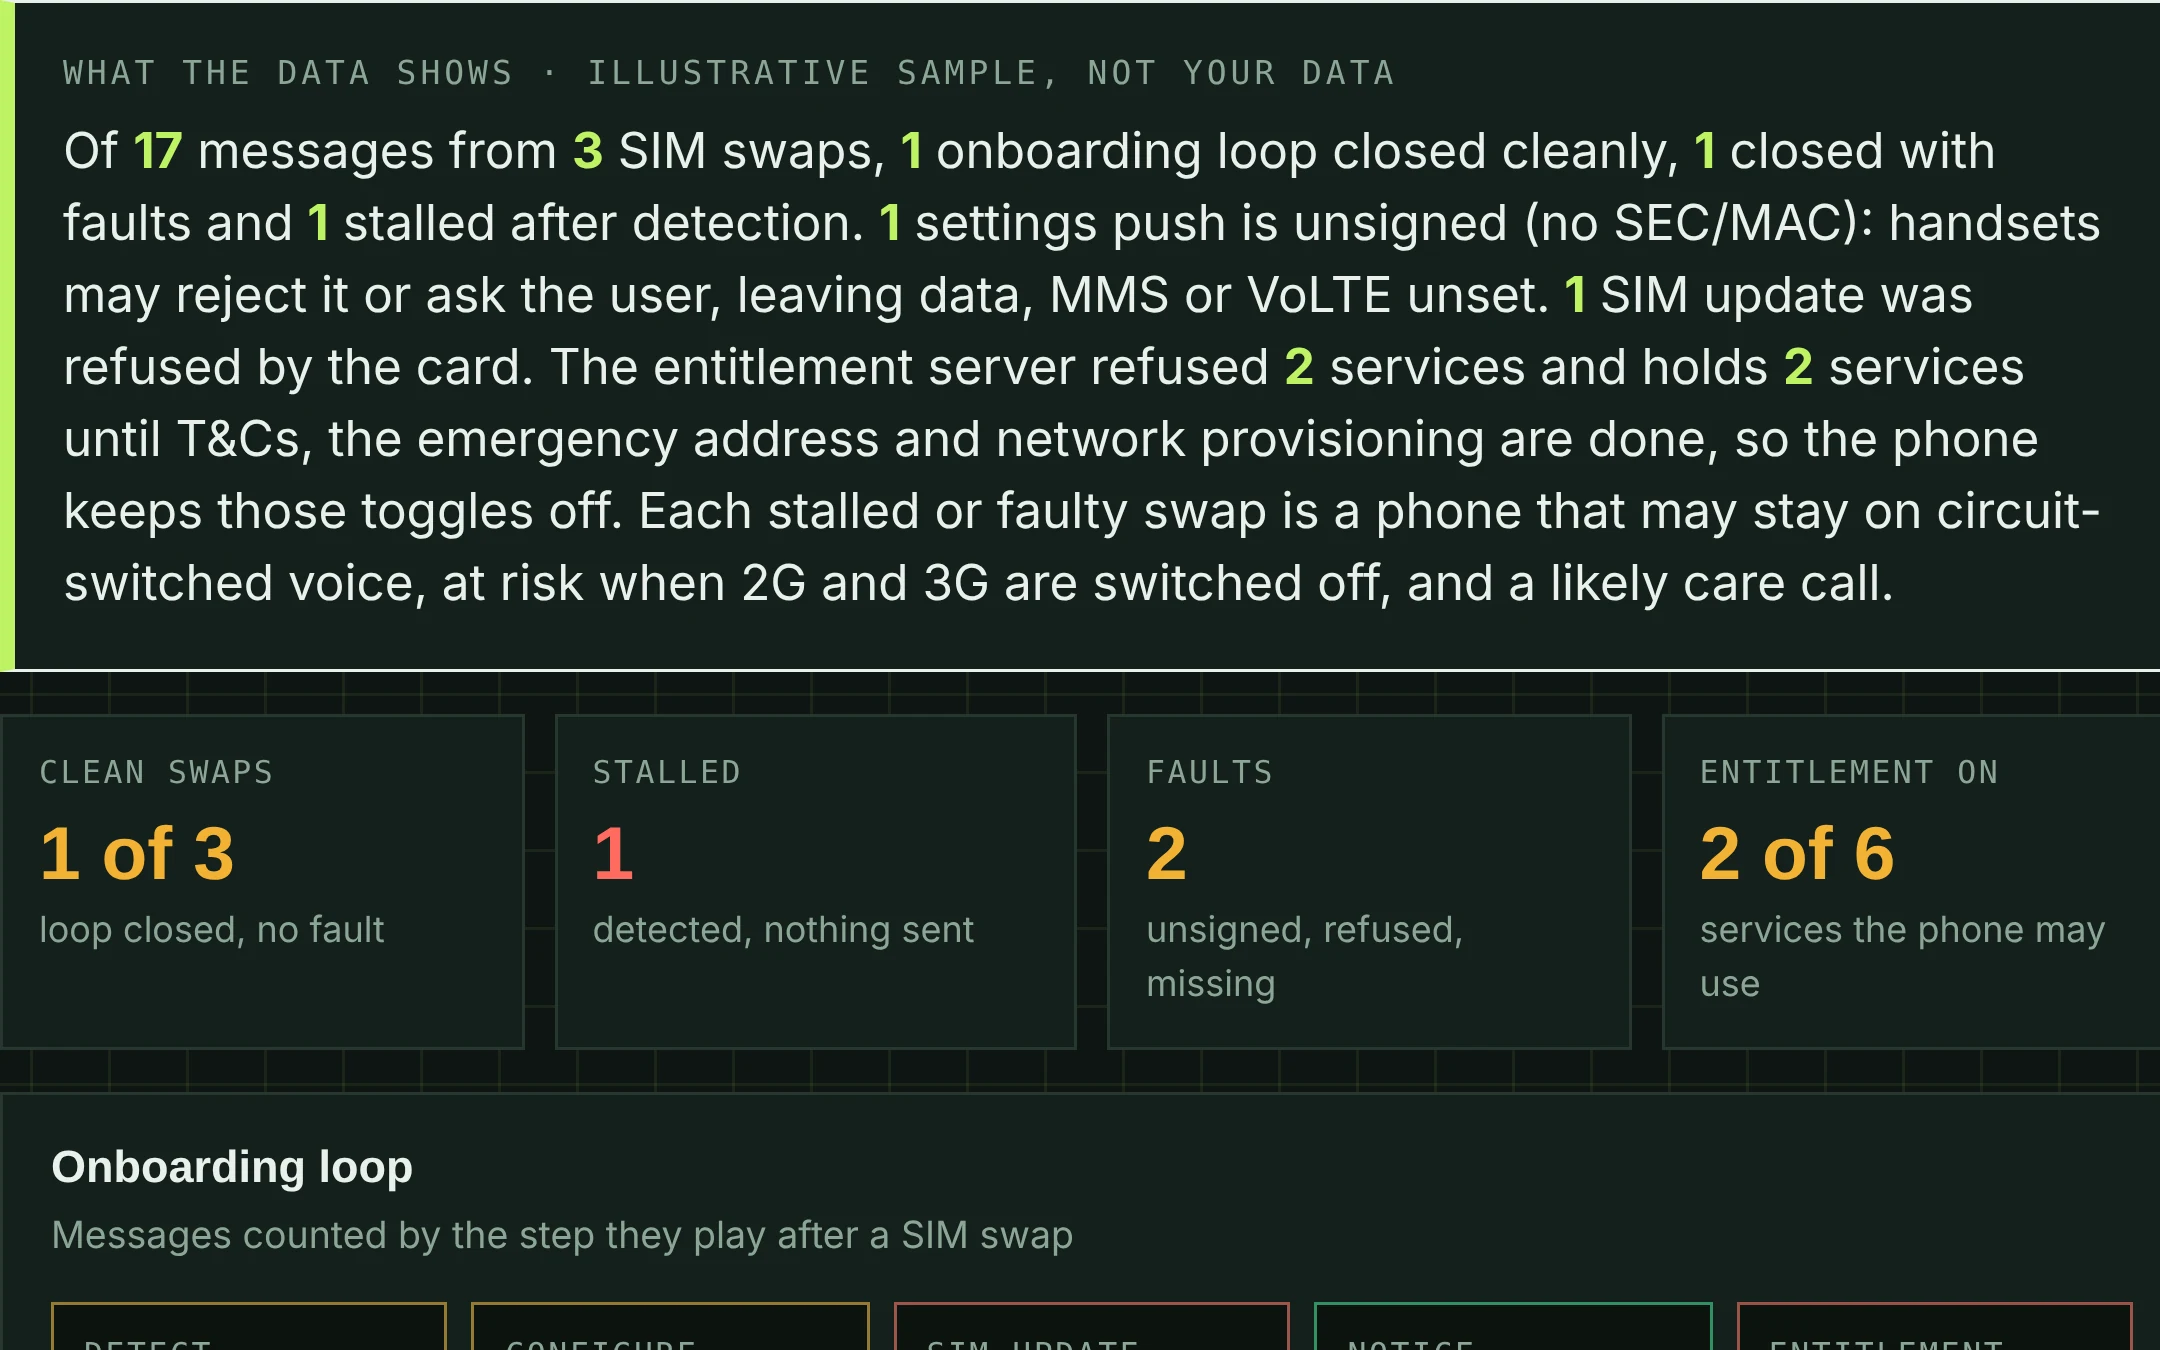 WHAT THE DATA SHOWS · ILLUSTRATIVE SAMPLE, NOT YOUR DATA
Of 17 messages from 3 SIM swaps, 1 onboarding loop closed cleanly, 1 closed with
faults and 1 stalled after detection. 1 settings push is unsigned (no SEC/MAC): handsets
may reject it or ask the user, leaving data, MMS or VoLTE unset. 1 SIM update was
refused by the card. The entitlement server refused 2 services and holds 2 services
until T&Cs, the emergency address and network provisioning are done, so the phone
keeps those toggles off. Each stalled or faulty swap is a phone that may stay on circuit-
switched voice, at risk when 2G and 3G are switched off, and a likely care call.
CLEAN SWAPS
1 of 3
loop closed, no fault
STALLED
1
detected, nothing sent
FAULTS
2
unsigned, refused,
missing
ENTITLEMENT ON
2 of 6
services the phone may
use
Onboarding loop
Messages counted by the step they play after a SIM swap
DETECT
CONFIGURE
SIM UPDATE
NOTICE
ENTITLEMENT